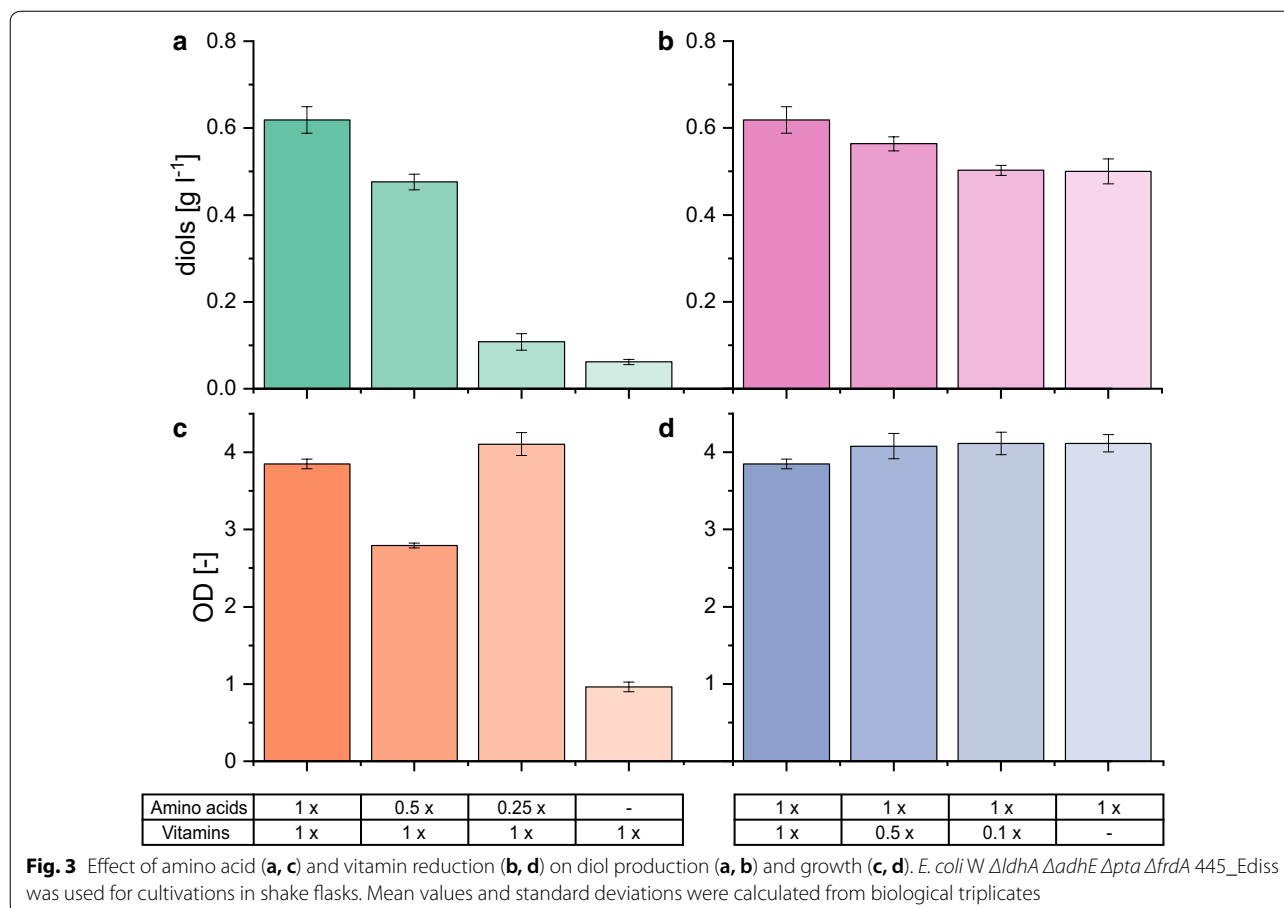 a
b
0.8
0.6
0.4
0.2
0.0
diols [g l⁻¹]
0.8
0.6
0.4
0.2
c
d
4
3
2
1
0
OD [-]
4
3
2
1
Amino acids 1 x 0.5 x 0.25 x -
Vitamins 1 x 1 x 1 x 1 x
1 x 1 x 1 x 1 x
1 x 0.5 x 0.1 x -
Fig. 3 Effect of amino acid (a, c) and vitamin reduction (b, d) on diol production (a, b) and growth (c, d). E. coli W ΔldhA ΔadhE Δpta ΔfrdA 445_Ediss
was used for cultivations in shake flasks. Mean values and standard deviations were calculated from biological triplicates